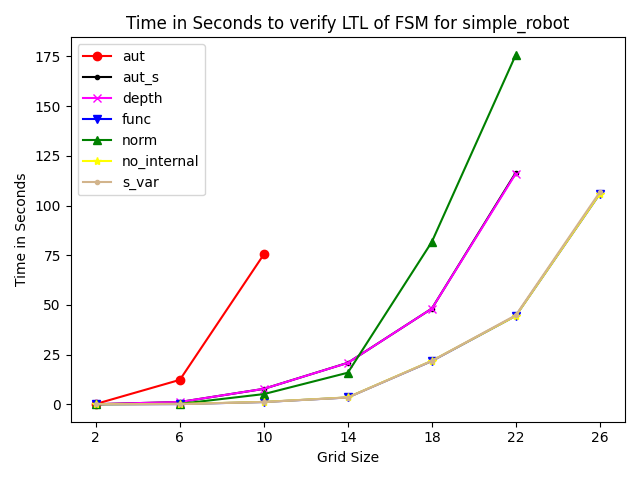 Time in Seconds to verify LTL of FSM for simple_robot
aut
aut_s
depth
func
norm
no_internal
s_var
Time in Seconds
175
150
125
100
75
50
25
0
2 6 10 14 18 22 26
Grid Size